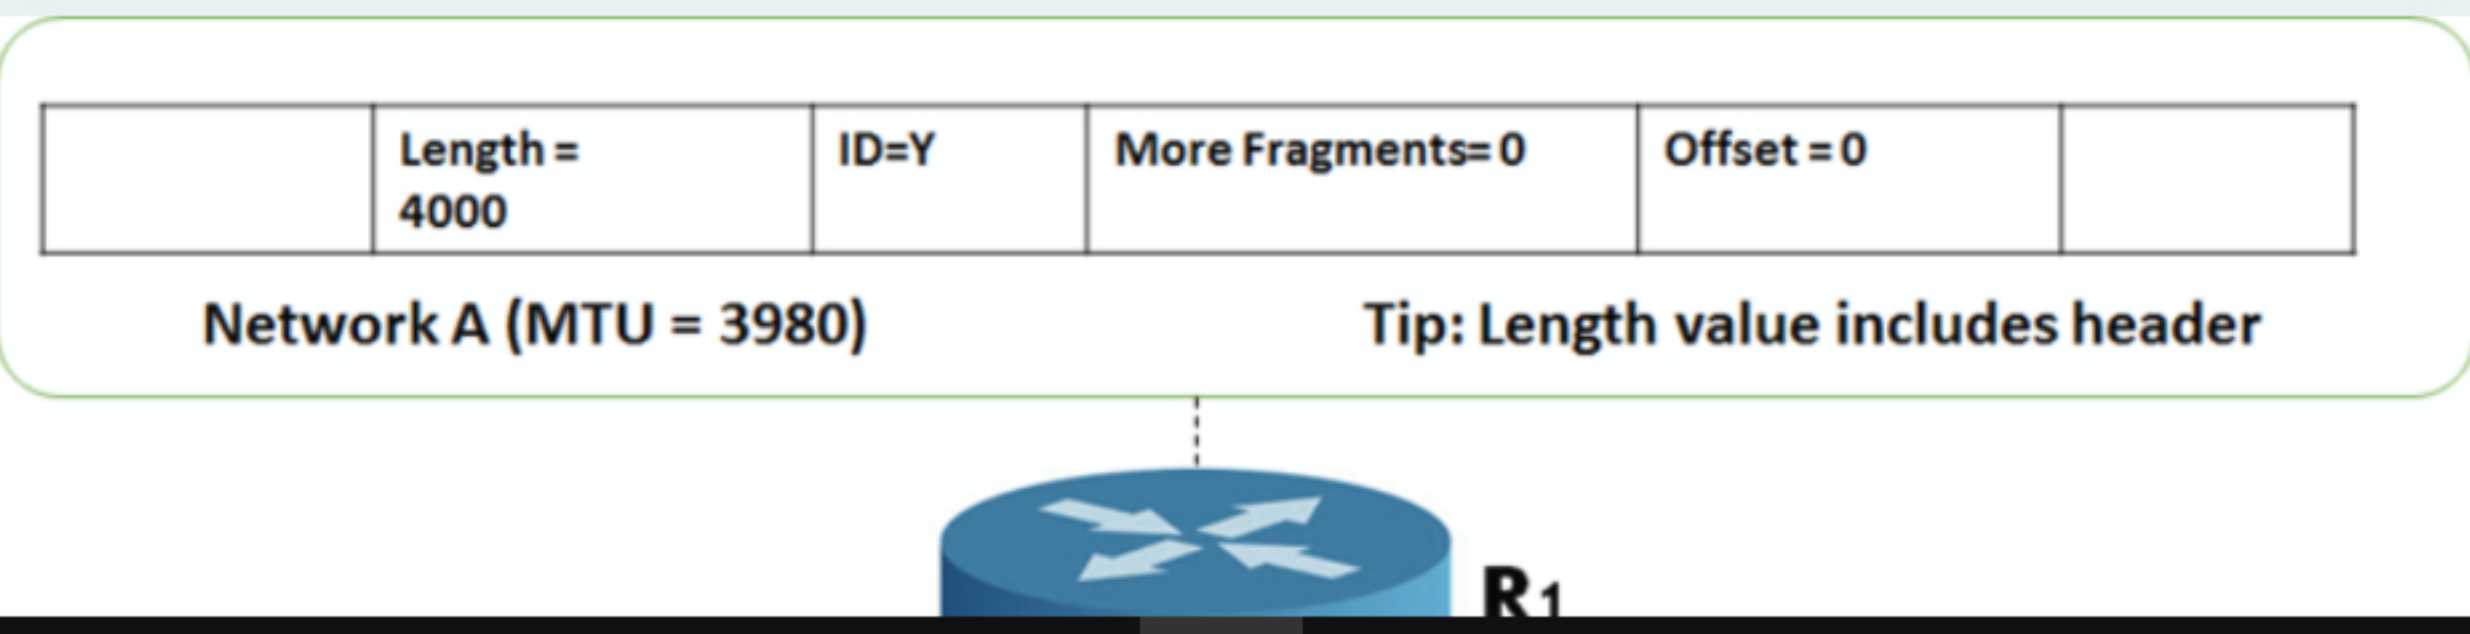 Length =
4000
ID=Y
More Fragments= 0
Offset = 0
Network A (MTU = 3980)
Tip: Length value includes header
R1